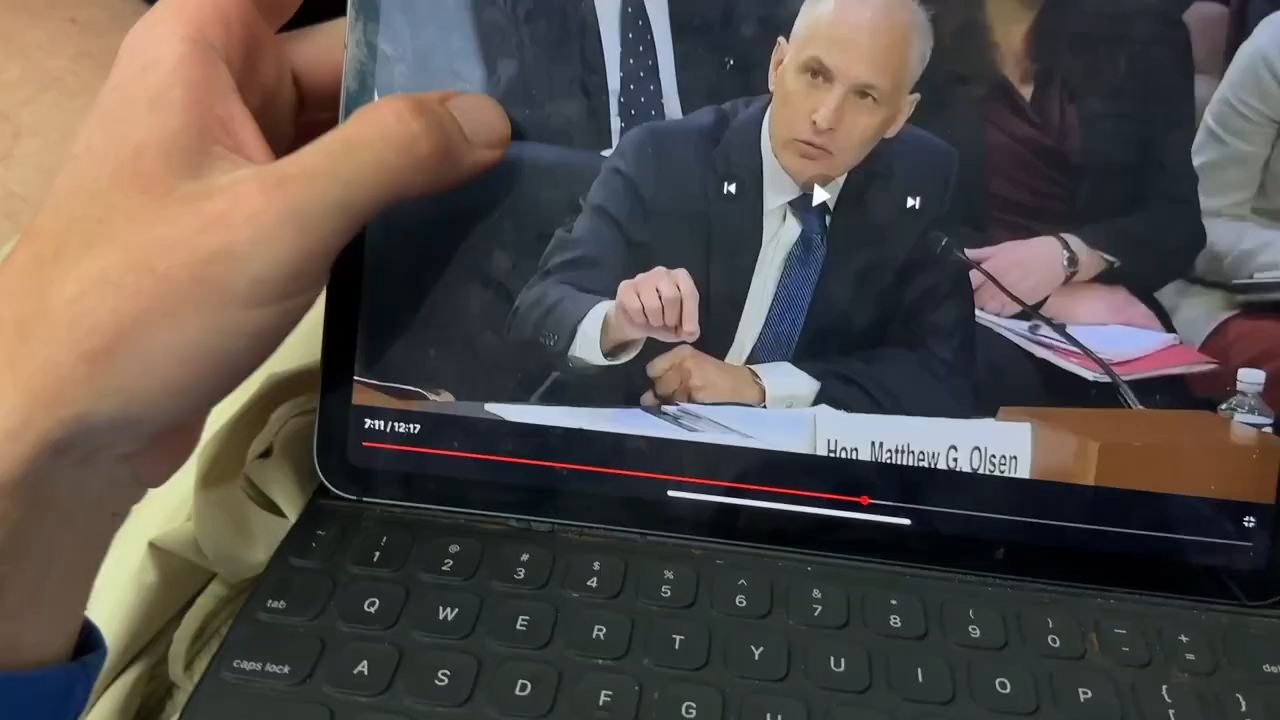 7:11 / 12:17
Hon. Matthew G. Olsen
~ ! @ # $ % ^ & * ( ) _ +
` 1 2 3 4 5 6 7 8 9 0 - =
tab Q W E R T Y U I O P { }
caps lock A S D F G